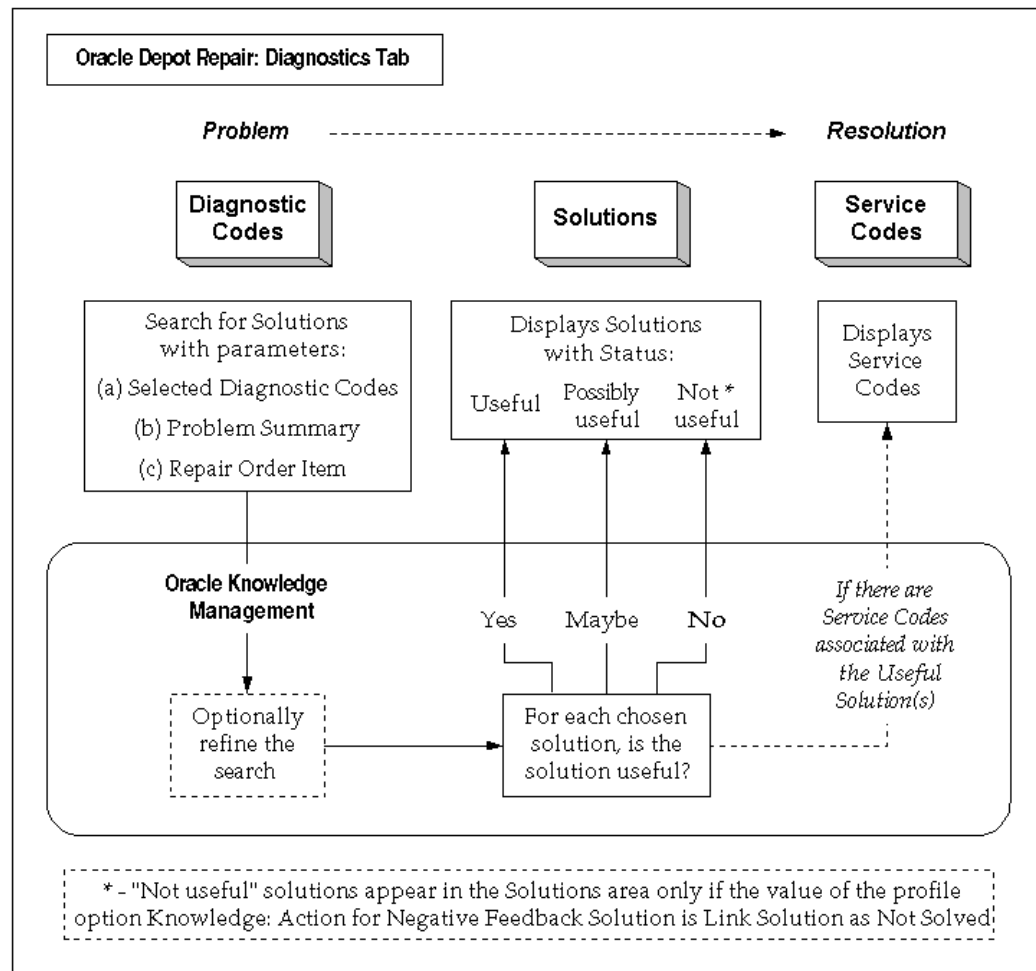 Oracle Depot Repair: Diagnostics Tab
Problem
Resolution
Diagnostic
Codes
Solutions
Service
Codes
Search for Solutions
with parameters:
(a) Selected Diagnostic Codes
(b) Problem Summary
(c) Repair Order Item
Displays Solutions
with Status:
Useful
Possibly
useful
Not *
useful
Displays
Service
Codes
Oracle Knowledge
Management
Yes
Maybe
No
If there are
Service Codes
associated with
the Useful
Solution(s)
Optionally
refine the
search
For each chosen
solution, is the
solution useful?
* - "Not useful" solutions appear in the Solutions area only if the value of the profile
option Knowledge: Action for Negative Feedback Solution is Link Solution as Not Solved